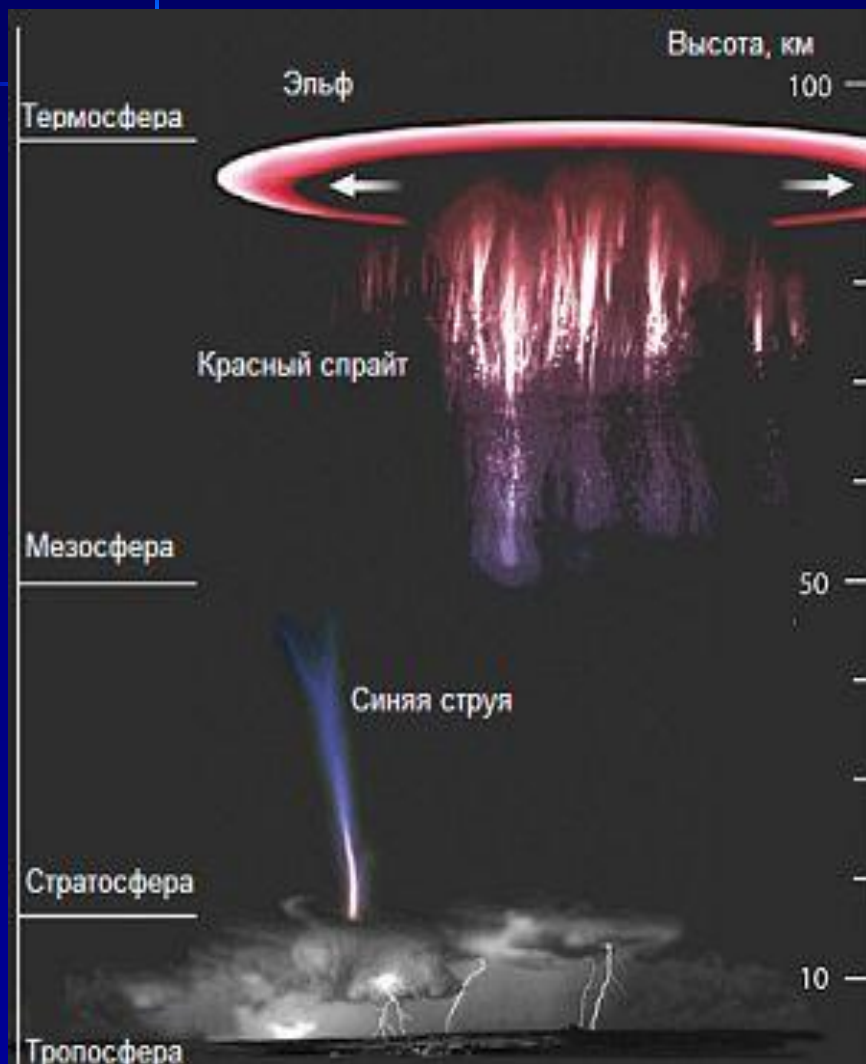 Высота, км
Эльф
100
Термосфера
Красный спрайт
Мезосфера
50
Синяя струя
Стратосфера
10
Тропосфера